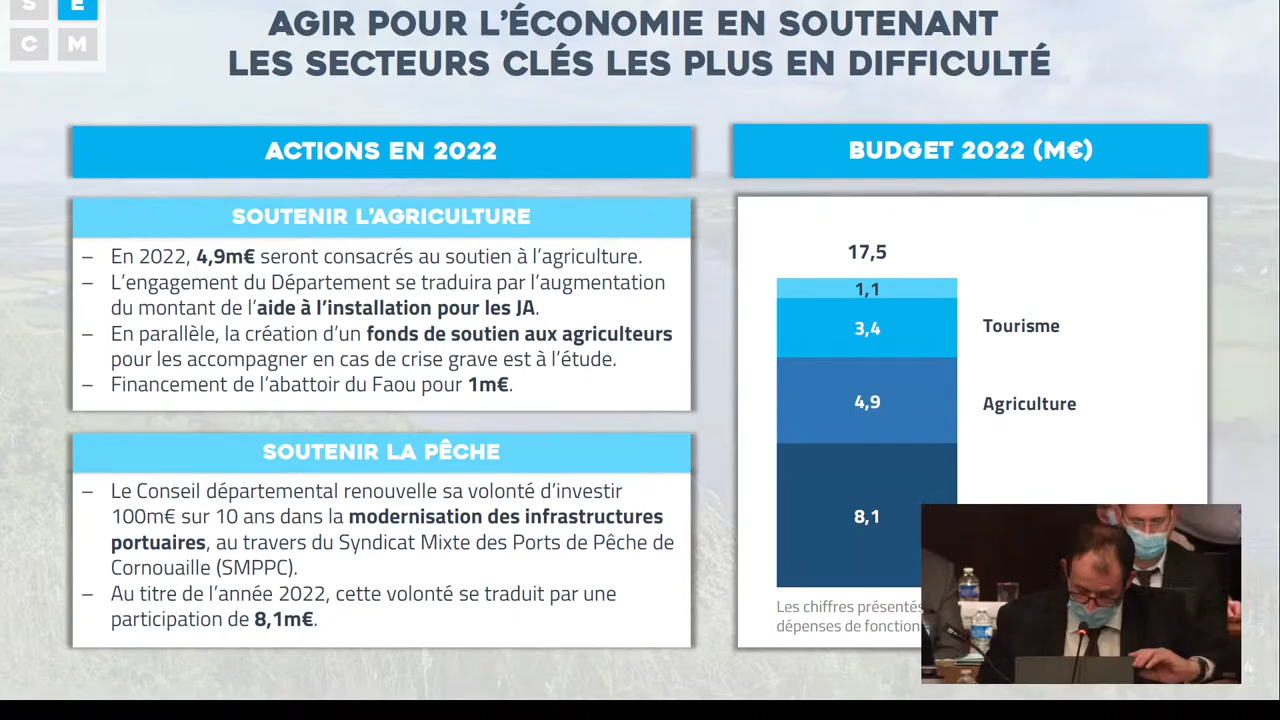 S E
C M
AGIR POUR L'ÉCONOMIE EN SOUTENANT
LES SECTEURS CLÉS LES PLUS EN DIFFICULTÉ
ACTIONS EN 2022
SOUTENIR L'AGRICULTURE
– En 2022, 4,9m€ seront consacrés au soutien à l'agriculture.
– L'engagement du Département se traduira par l'augmentation
du montant de l'aide à l'installation pour les JA.
– En parallèle, la création d'un fonds de soutien aux agriculteurs
pour les accompagner en cas de crise grave est à l'étude.
– Financement de l'abattoir du Faou pour 1m€.
SOUTENIR LA PÊCHE
– Le Conseil départemental renouvelle sa volonté d'investir
100m€ sur 10 ans dans la modernisation des infrastructures
portuaires, au travers du Syndicat Mixte des Ports de Pêche de
Cornouaille (SMPPC).
– Au titre de l'année 2022, cette volonté se traduit par une
participation de 8,1m€.
BUDGET 2022 (M€)
17,5
1,1
3,4
Tourisme
4,9
Agriculture
8,1
Les chiffres présentés
dépenses de fonction